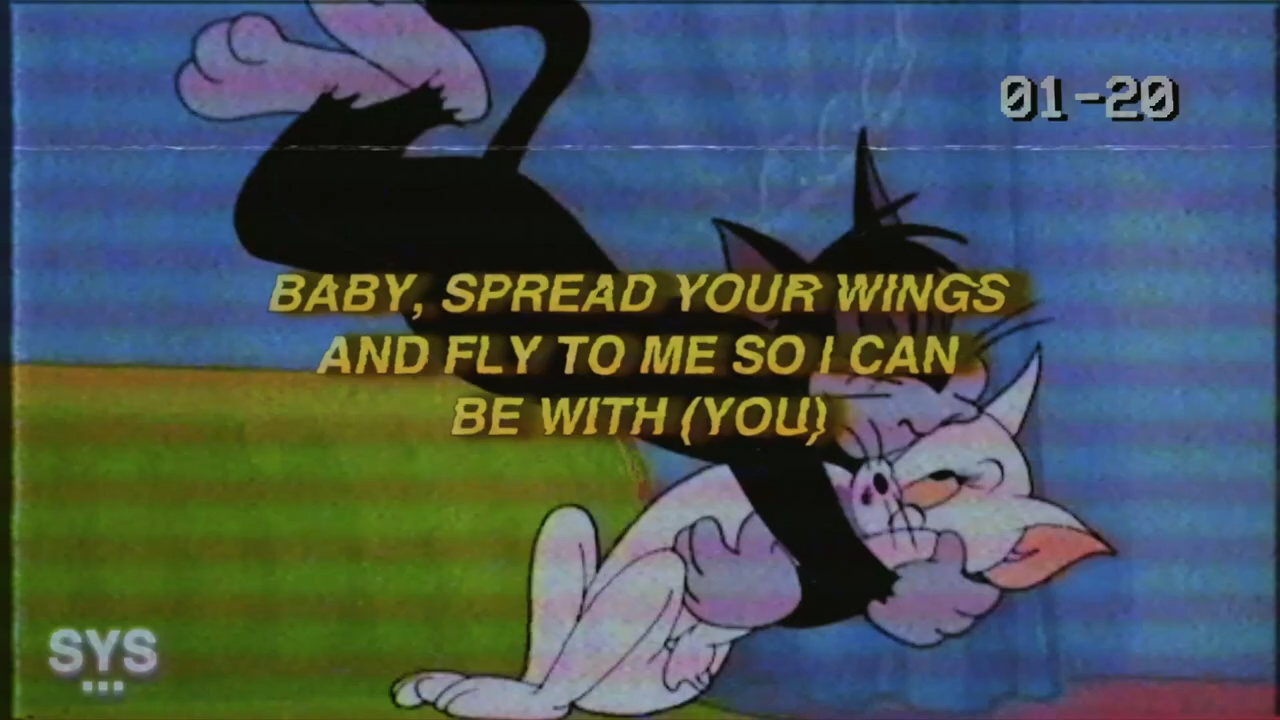 01-20
BABY, SPREAD YOUR WINGS
AND FLY TO ME SO I CAN
BE WITH (YOU)
SYS